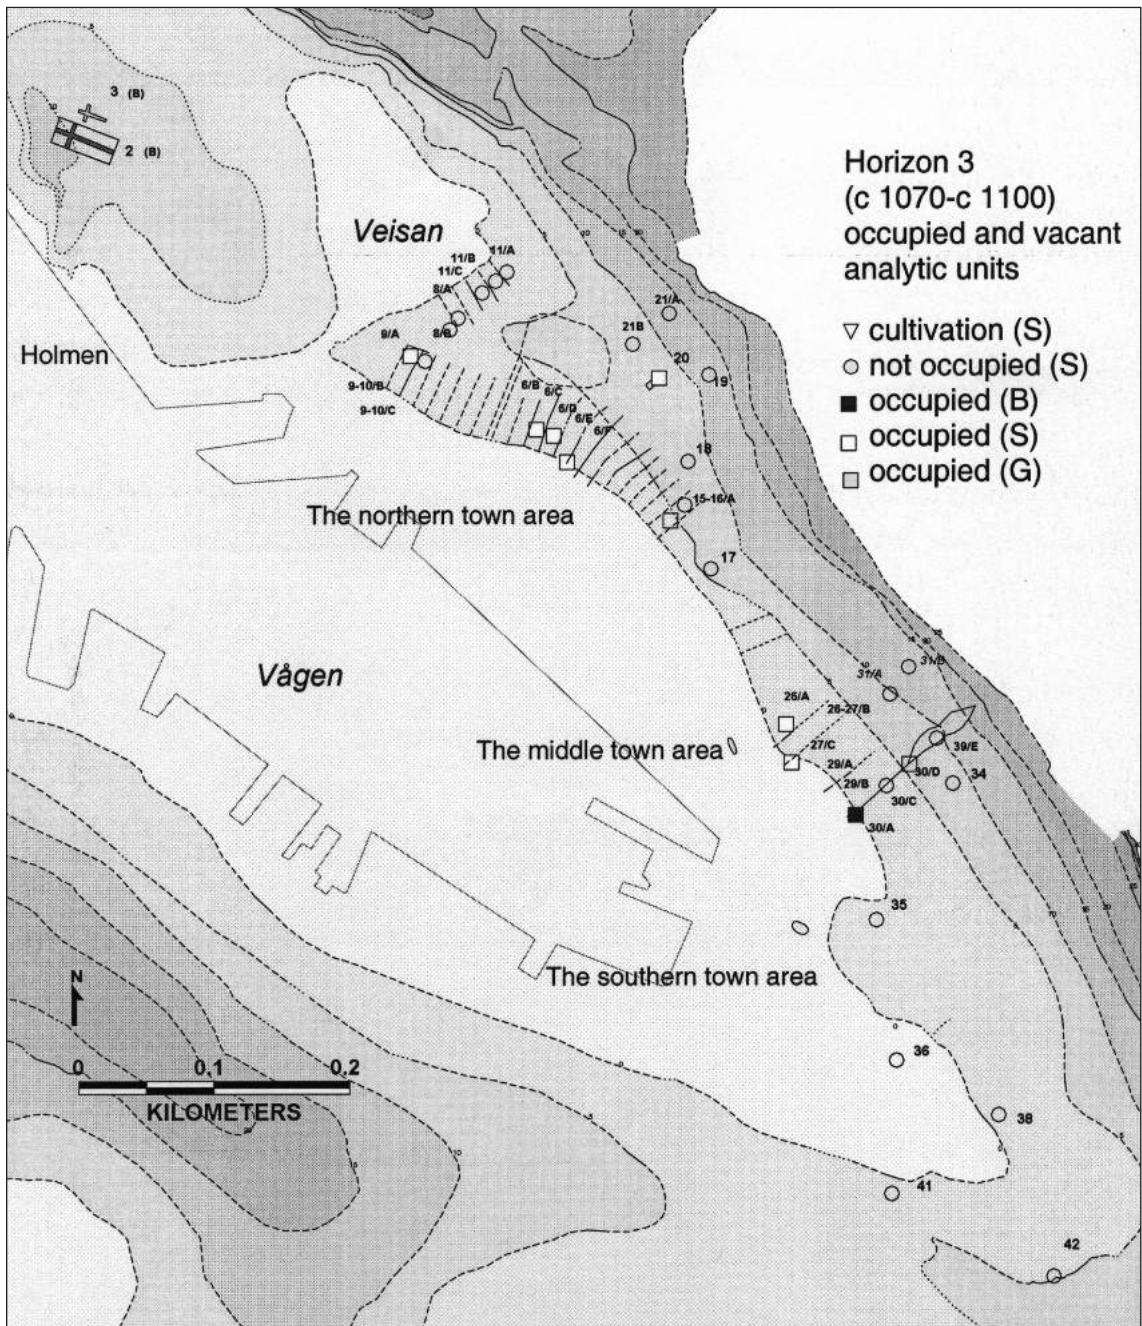 3 (B)
2 (B)
Horizon 3
(c 1070-c 1100)
occupied and vacant
analytic units
cultivation (S)
not occupied (S)
occupied (B)
occupied (S)
occupied (G)
Veisan
11/A
11/B
11/C
8/A
8/B
9/A
9-10/B
9-10/C
Holmen
21/A
21B
20
19
6/B
6/C
6/D
6/E
6/F
18
15-16/A
17
The northern town area
Vågen
31/B
31/A
26/A
26-27/B
27/C
29/A
29/B
39/E
30/D
34
30/C
30/A
The middle town area
35
The southern town area
36
38
41
42
N
0 0.1 0.2
KILOMETERS